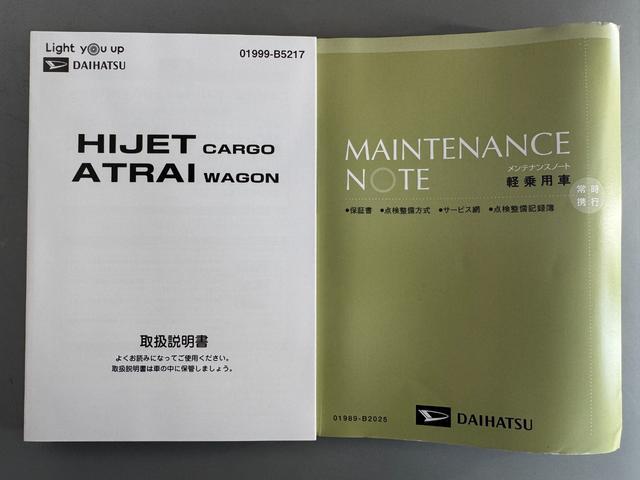 Light you up
DAIHATSU
01999-B5217
HIJET CARGO
ATRAI WAGON
取扱説明書
よくお読みになってご使用ください。
取扱説明書は車の中に保管しましょう。
MAINTENANCE
NOTE
メンテナンスノート
軽乗用車
常時
携行
●保証書 ●点検整備方式 ●サービス網 ●点検整備記録簿
01989-B2025
DAIHATSU